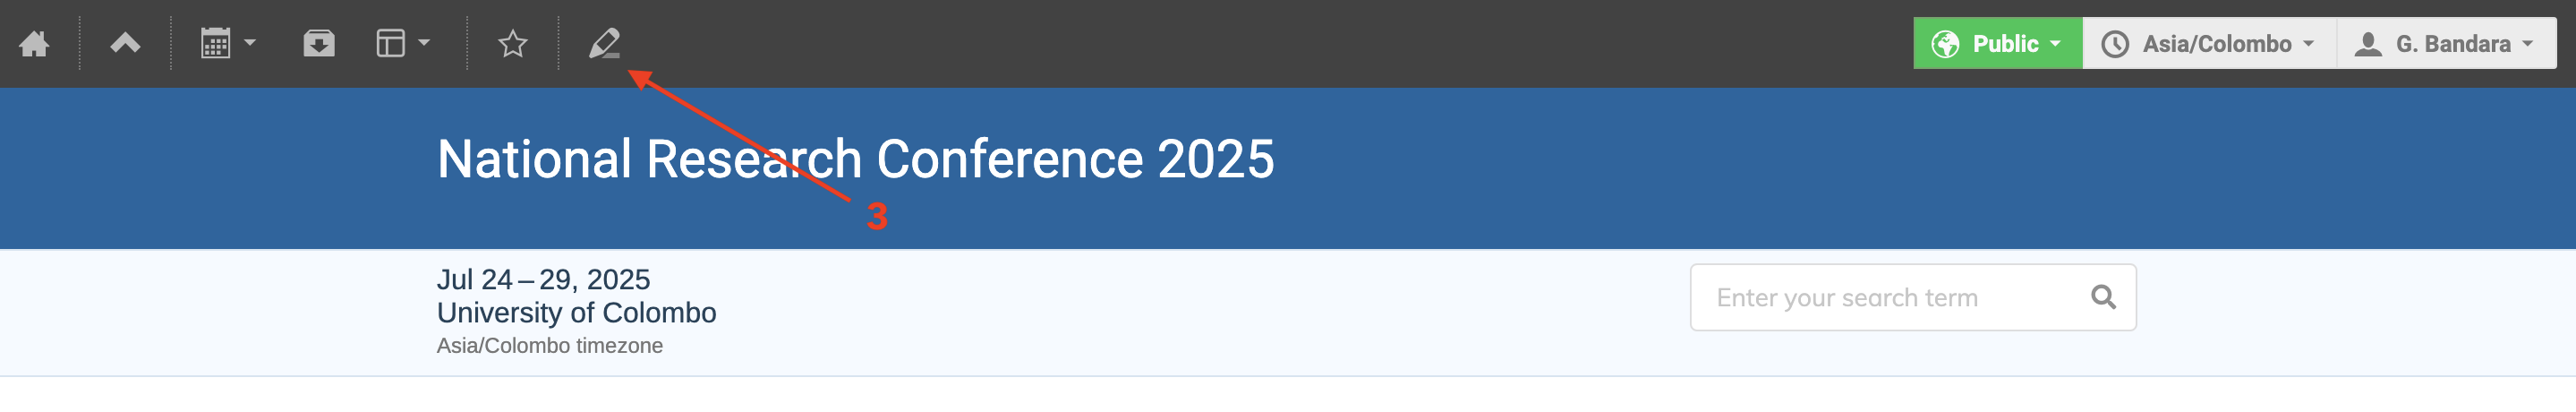 Public Asia/Colombo G. Bandara
National Research Conference 2025
3
Jul 24 – 29, 2025
University of Colombo
Asia/Colombo timezone
Enter your search term